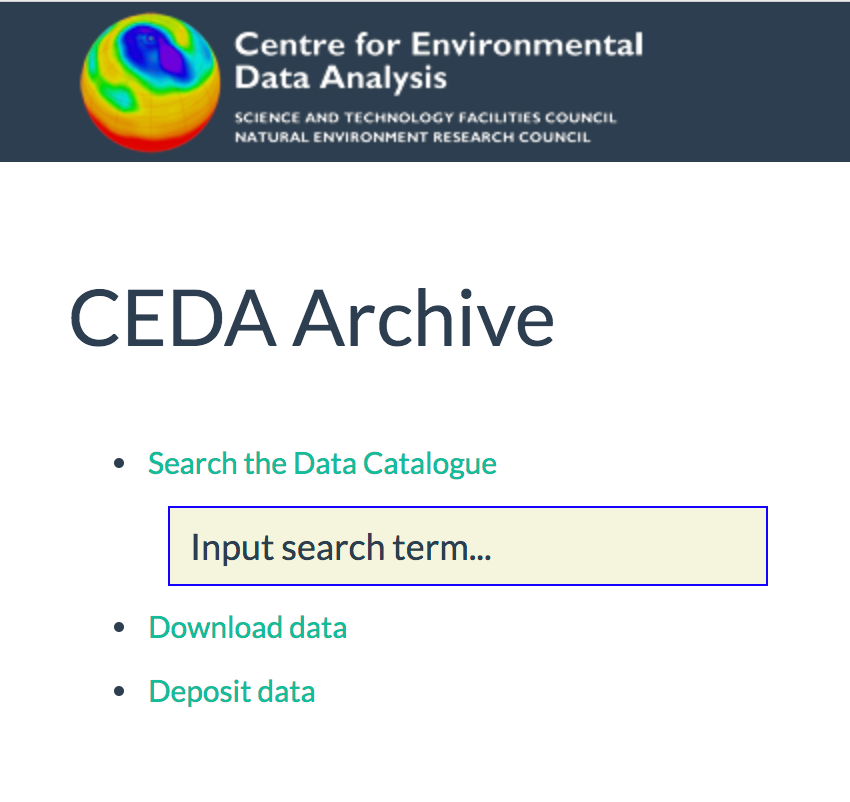 Centre for Environmental
Data Analysis
SCIENCE AND TECHNOLOGY FACILITIES COUNCIL
NATURAL ENVIRONMENT RESEARCH COUNCIL
CEDA Archive
Search the Data Catalogue
Input search term...
Download data
Deposit data